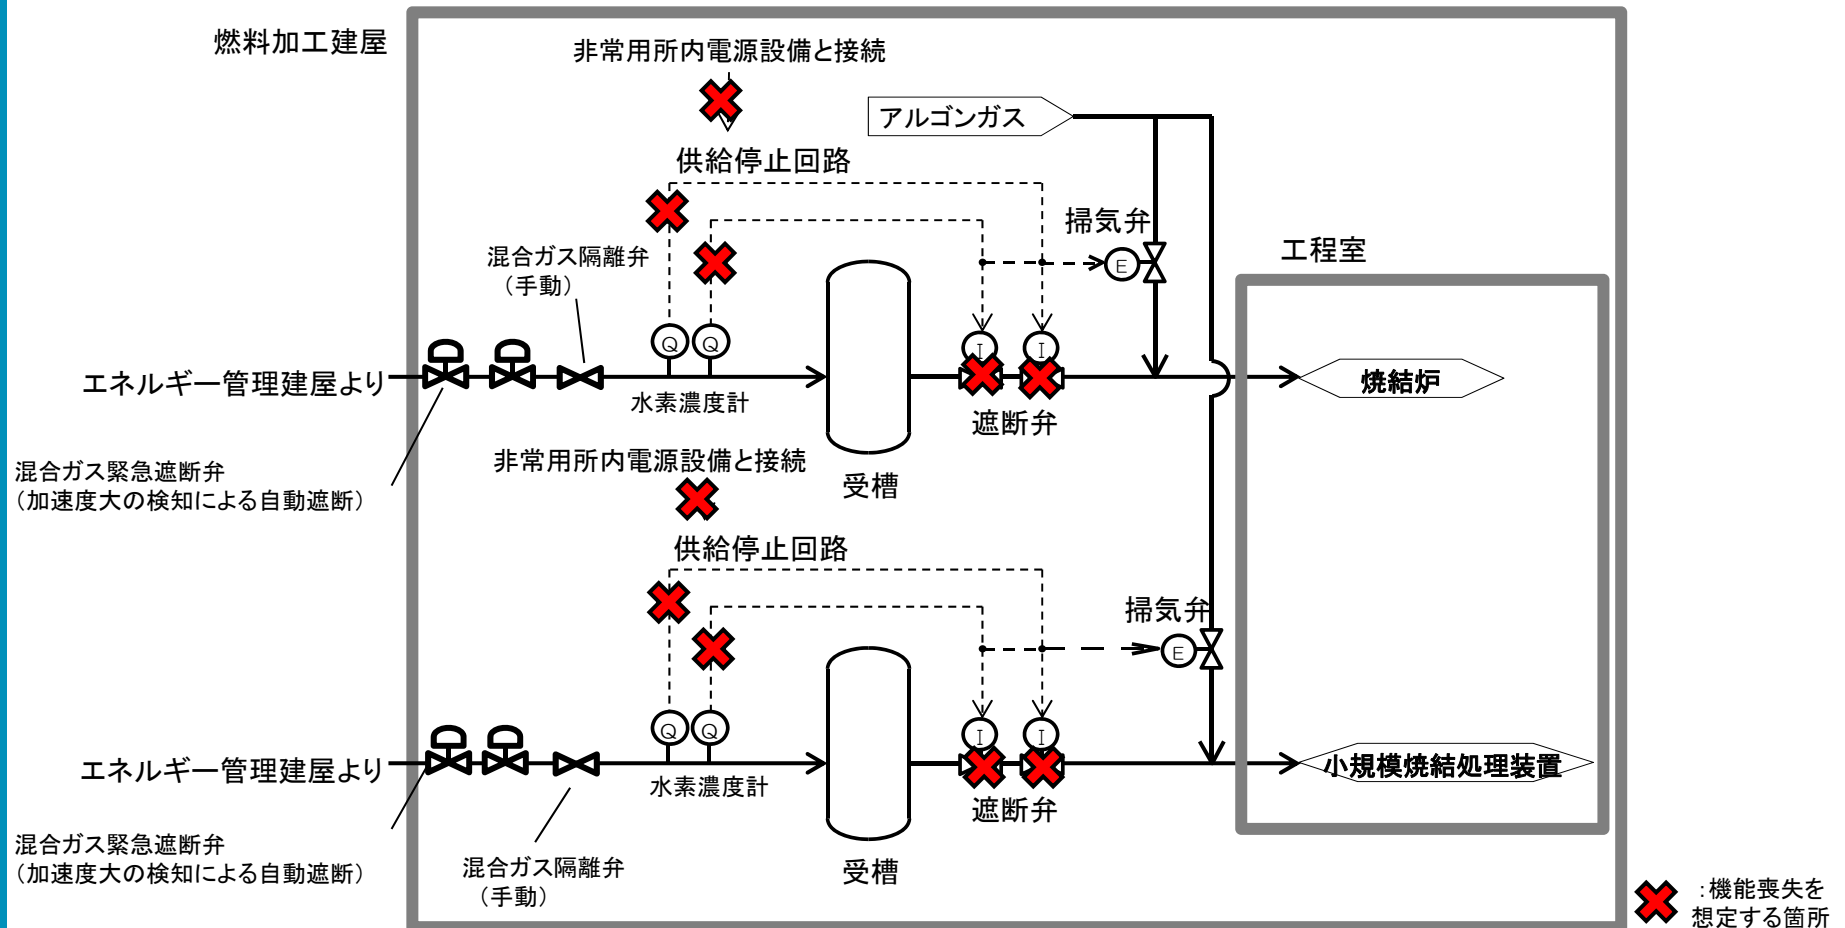 燃料加工建屋
非常用所内電源設備と接続
アルゴンガス
供給停止回路
掃気弁
E
工程室
混合ガス隔離弁
（手動）
Q
Q
I
I
エネルギー管理建屋より
水素濃度計
遮断弁
焼結炉
混合ガス緊急遮断弁
（加速度大の検知による自動遮断）
非常用所内電源設備と接続
受槽
供給停止回路
掃気弁
E
Q
Q
I
I
エネルギー管理建屋より
水素濃度計
遮断弁
小規模焼結処理装置
混合ガス緊急遮断弁
（加速度大の検知による自動遮断）
混合ガス隔離弁
（手動）
受槽
:機能喪失を
想定する箇所